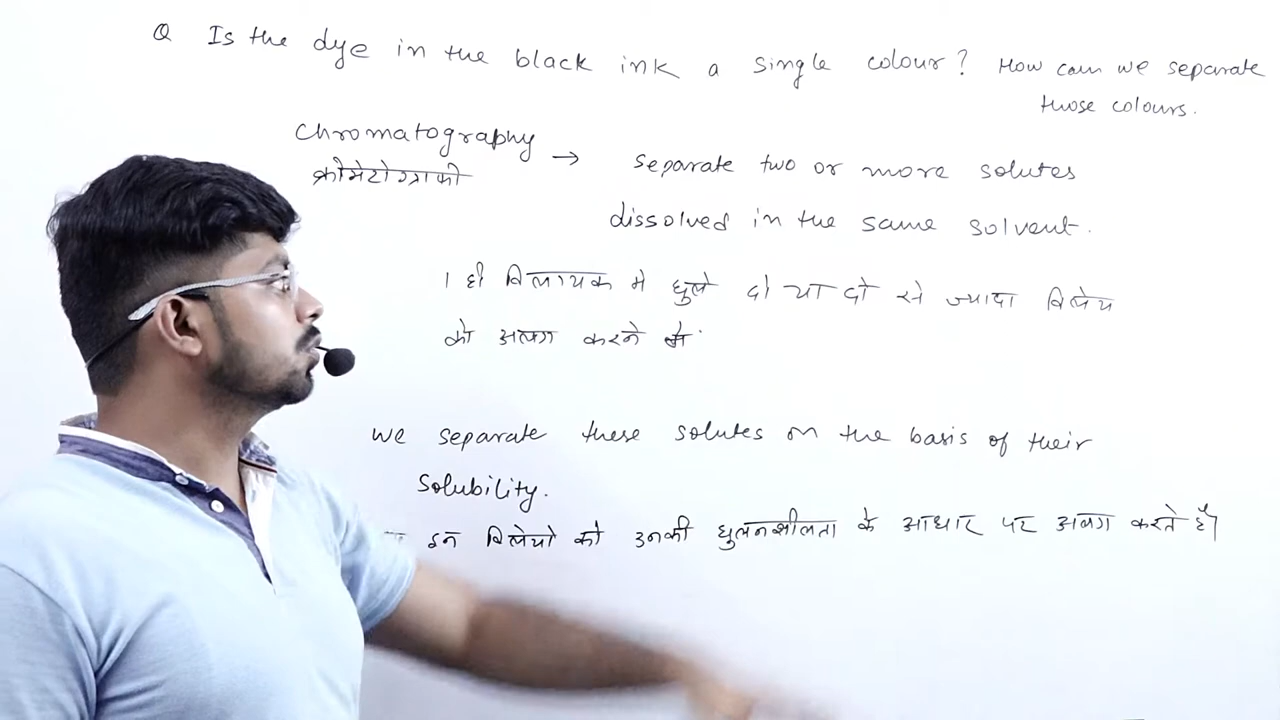 Q Is the dye in the black ink a single colour? How can we separate
those colours.
Chromatography → separate two or more solutes
क्रोमेटोग्राफी
dissolved in the same solvent.
1 ही विलायक मे घुले दो या दो से ज्यादा विलेय
को अलग करने मे
We separate these solutes on the basis of their
solubility.
इन विलेयो को उनकी घुलनशीलता के आधार पर अलग करते हैं।